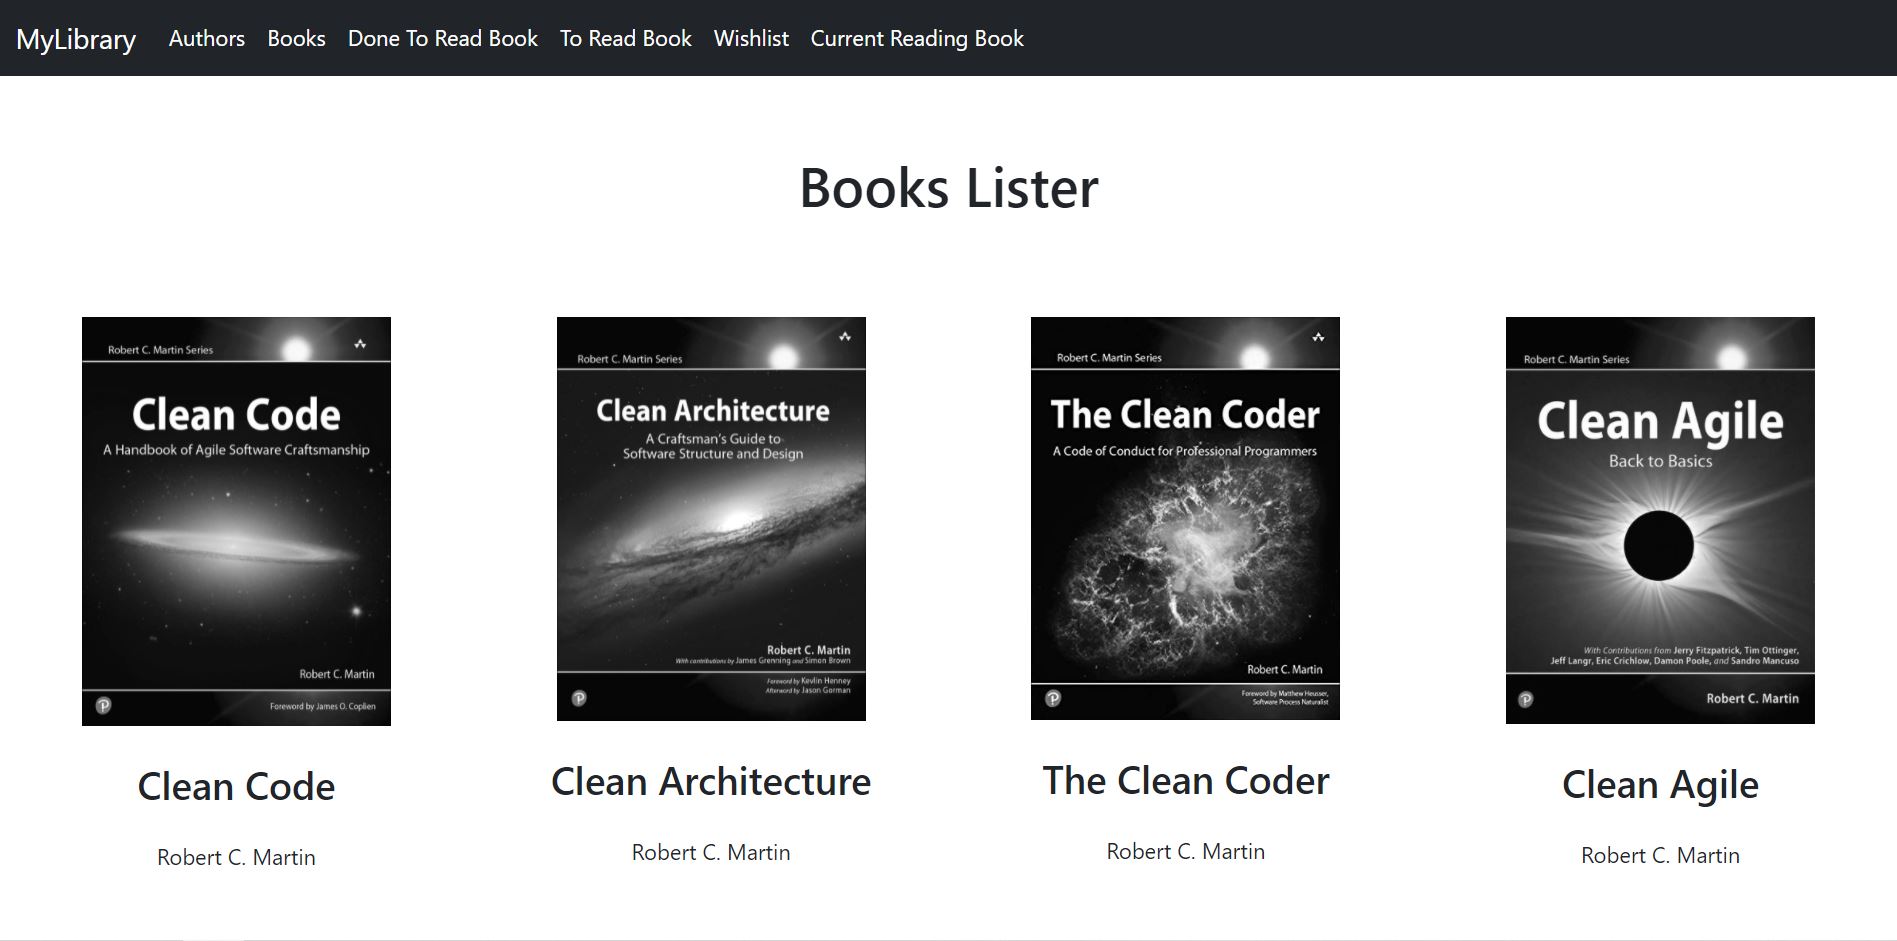 MyLibrary Authors Books Done To Read Book To Read Book Wishlist Current Reading Book
Books Lister
Robert C. Martin Series
Clean Code
A Handbook of Agile Software Craftsmanship
Robert C. Martin
Foreword by James O. Coplien
Robert C. Martin Series
Clean Architecture
A Craftsman's Guide to
Software Structure and Design
Robert C. Martin
With contributions by James Grenning and Simon Brown
Foreword by Kevlin Henney
Afterword by Jason Gorman
Robert C. Martin Series
The Clean Coder
A Code of Conduct for Professional Programmers
Robert C. Martin
Foreword by Matthew Heusser,
Software Process Naturalist
Robert C. Martin Series
Clean Agile
Back to Basics
With Contributions from Jerry Fitzpatrick, Tim Ottinger,
Jeff Langr, Eric Crichlow, Damon Poole, and Sandro Mancuso
Robert C. Martin
Clean Code
Robert C. Martin
Clean Architecture
Robert C. Martin
The Clean Coder
Robert C. Martin
Clean Agile
Robert C. Martin